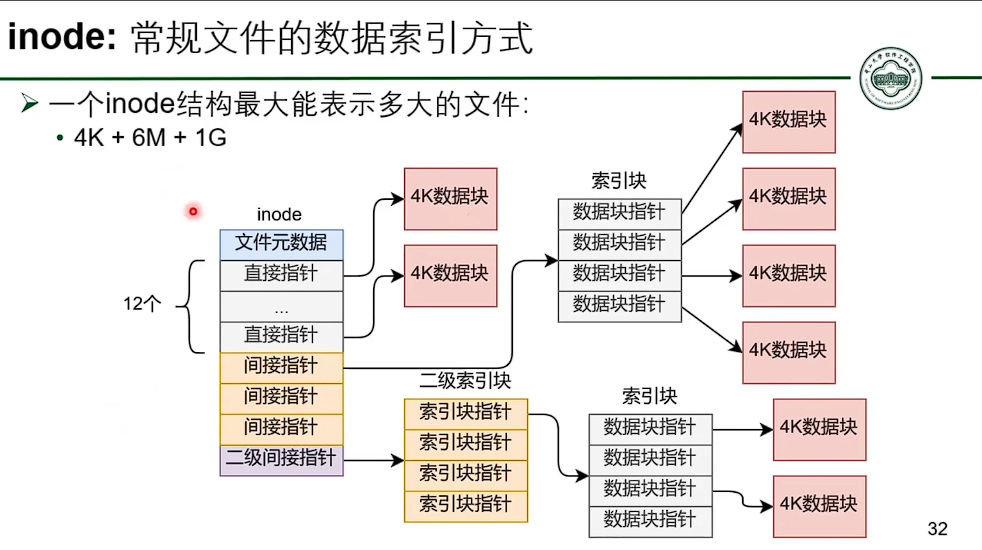 inode: 常规文件的数据索引方式
一个inode结构最大能表示多大的文件:
4K + 6M + 1G
inode
文件元数据
直接指针
...
直接指针
间接指针
间接指针
间接指针
二级间接指针
12个
4K数据块
4K数据块
索引块
数据块指针
数据块指针
数据块指针
数据块指针
4K数据块
4K数据块
4K数据块
4K数据块
二级索引块
索引块指针
索引块指针
索引块指针
索引块指针
索引块
数据块指针
数据块指针
数据块指针
数据块指针
4K数据块
4K数据块
32